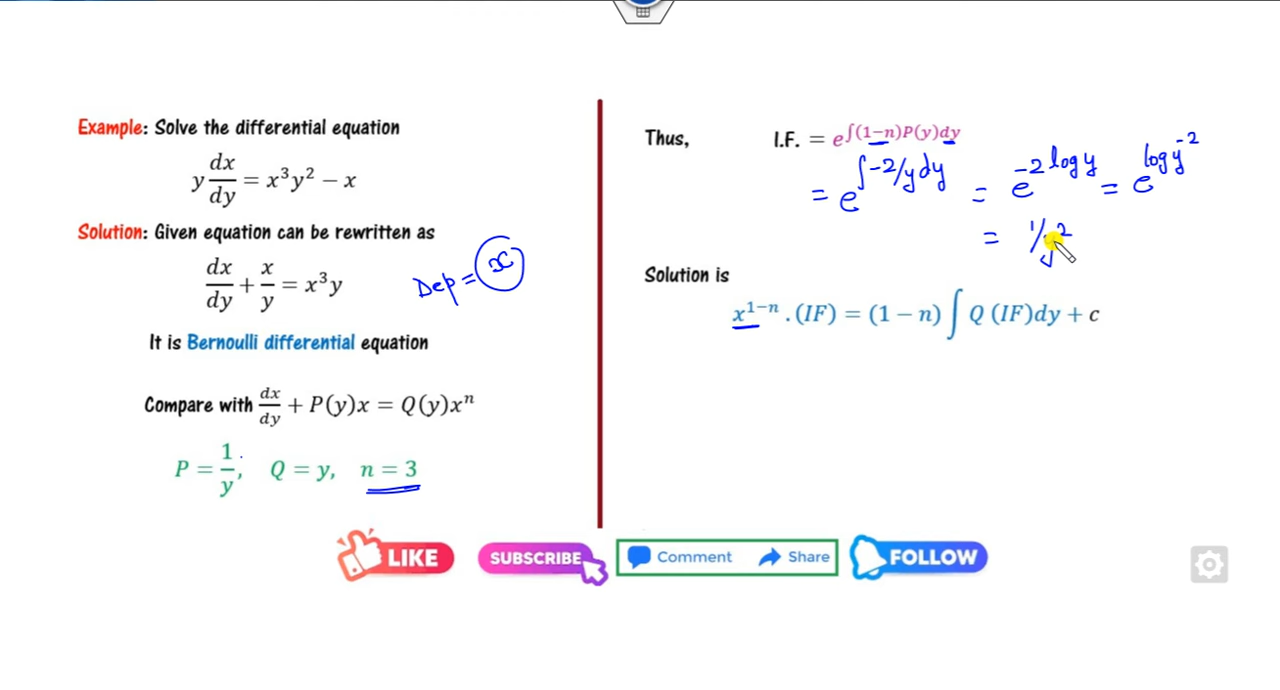 Example: Solve the differential equation
y dx/dy = x³y² − x
Solution: Given equation can be rewritten as
dx/dy + x/y = x³y
Dep = x
It is Bernoulli differential equation
Compare with dx/dy + P(y)x = Q(y)xⁿ
P = 1/y, Q = y, n = 3
Thus, I.F. = e^∫(1−n)P(y)dy
= e^∫-2/y dy = e^-2 log y = e^log y^-2
= 1/y²
Solution is
x^1−n . (IF) = (1 − n) ∫ Q (IF)dy + c
LIKE
SUBSCRIBE
Comment
Share
FOLLOW